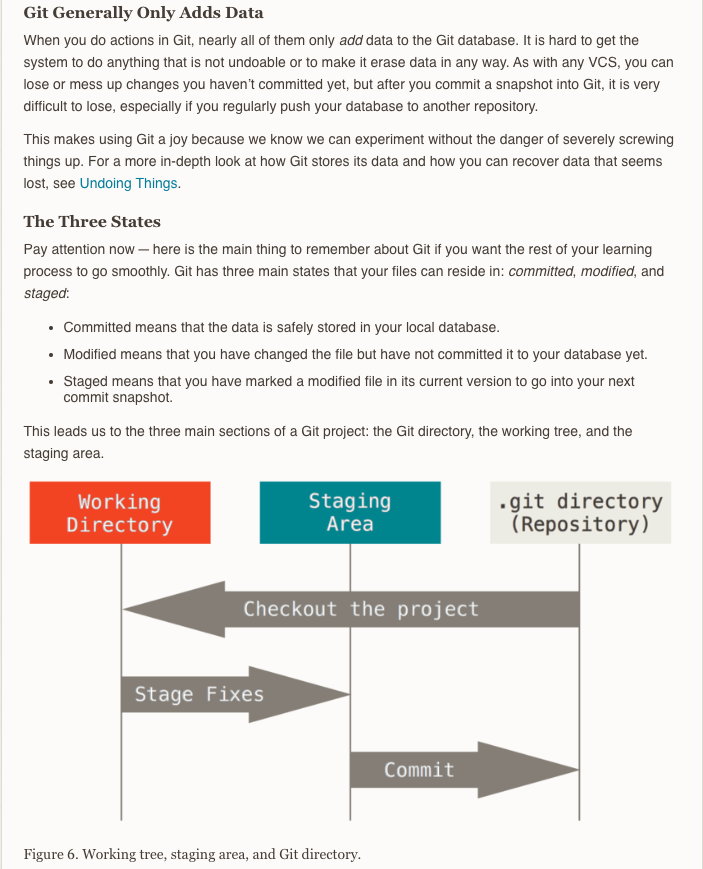 Git Generally Only Adds Data
When you do actions in Git, nearly all of them only add data to the Git database. It is hard to get the
system to do anything that is not undoable or to make it erase data in any way. As with any VCS, you can
lose or mess up changes you haven’t committed yet, but after you commit a snapshot into Git, it is very
difficult to lose, especially if you regularly push your database to another repository.
This makes using Git a joy because we know we can experiment without the danger of severely screwing
things up. For a more in-depth look at how Git stores its data and how you can recover data that seems
lost, see Undoing Things.
The Three States
Pay attention now — here is the main thing to remember about Git if you want the rest of your learning
process to go smoothly. Git has three main states that your files can reside in: committed, modified, and
staged:
• Committed means that the data is safely stored in your local database.
• Modified means that you have changed the file but have not committed it to your database yet.
• Staged means that you have marked a modified file in its current version to go into your next
commit snapshot.
This leads us to the three main sections of a Git project: the Git directory, the working tree, and the
staging area.
Working
Directory
Staging
Area
.git directory
(Repository)
Checkout the project
Stage Fixes
Commit
Figure 6. Working tree, staging area, and Git directory.